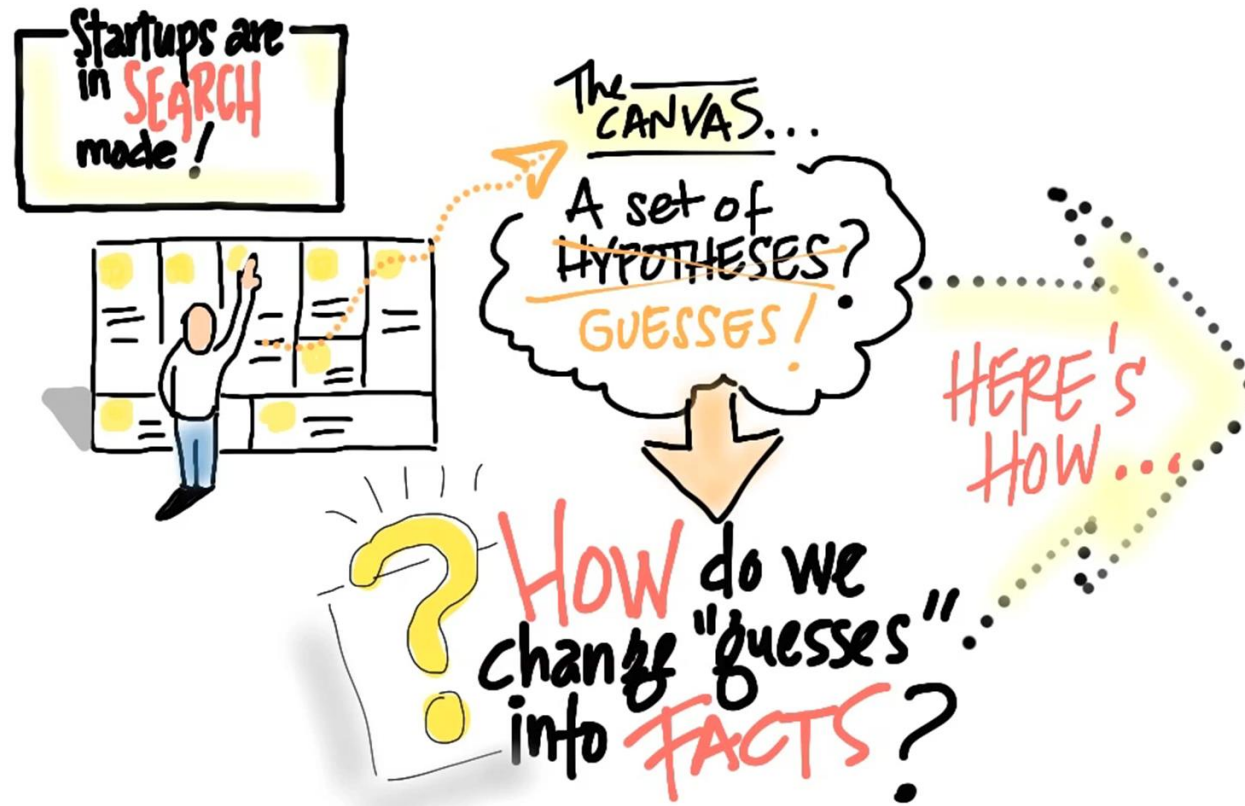 Startups are
in SEARCH
mode!
The
CANVAS...
A set of
HYPOTHESES?
GUESSES!
HERE'S
HOW...
HOW do we
change "guesses"
into FACTS?